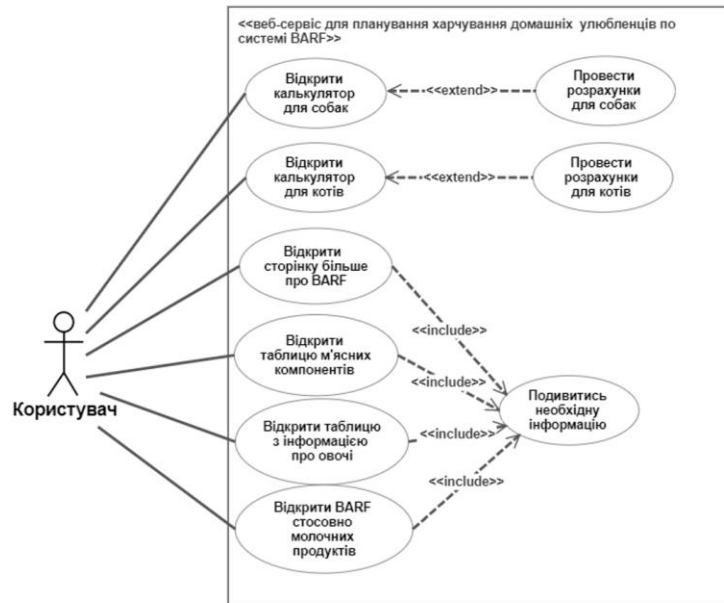 <<веб-сервіс для планування харчування домашніх улюбленців по
системі BARF>>
Відкрити
калькулятор
для собак
<<extend>>
Провести
розрахунки
для собак
Відкрити
калькулятор
для котів
<<extend>>
Провести
розрахунки
для котів
Відкрити
сторінку більше
про BARF
<<include>>
Відкрити
таблицю м'ясних
компонентів
<<include>>
Подивитись
необхідну
інформацію
Користувач
Відкрити таблицю
з інформацією
про овочі
<<include>>
Відкрити BARF
стосовно
молочних
продуктів
<<include>>